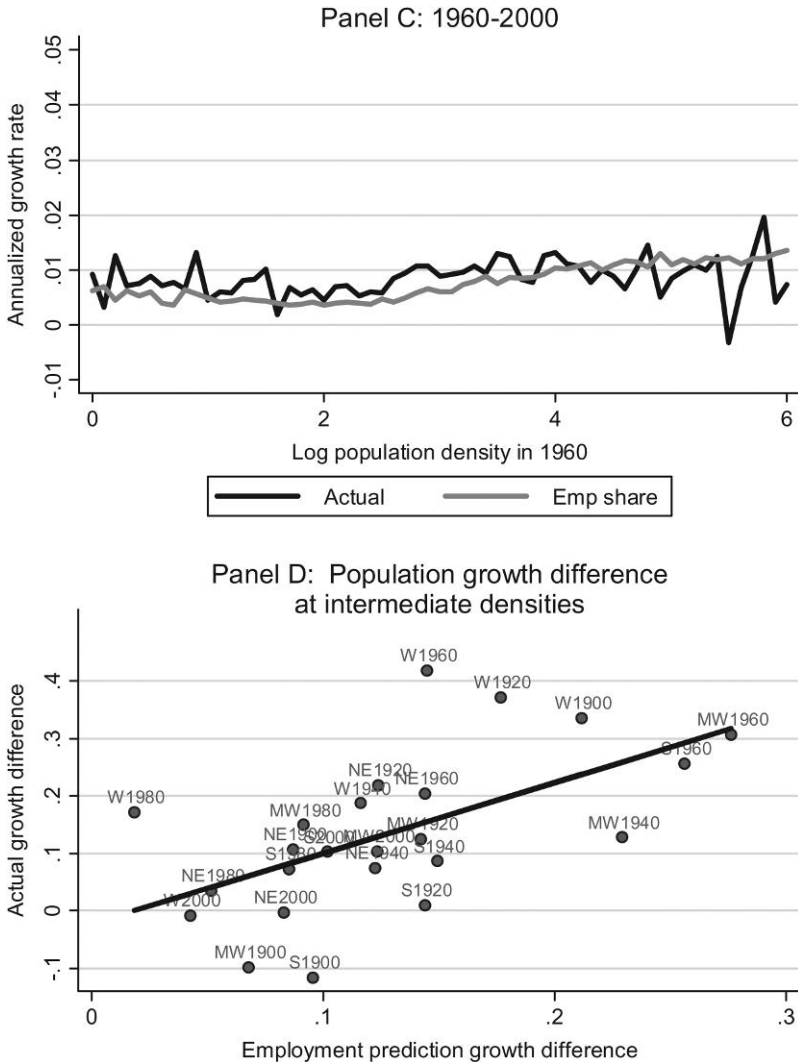 Panel C: 1960-2000
Annualized growth rate
.05
.04
.03
.02
.01
0
-.01
0
2
4
6
Log population density in 1960
Actual
Emp share
Panel D: Population growth difference
at intermediate densities
Actual growth difference
.4
.3
.2
.1
0
-.1
W1960
W1920
W1900
MW1960
S1960
NE1920
NE1960
W1940
W1980
MW1980
MW1920
MW1940
NE1900
S2000
MW2000
S1940
S1980
NE1940
NE1980
S1920
W2000
NE2000
MW1900
S1900
0
.1
.2
.3
Employment prediction growth difference